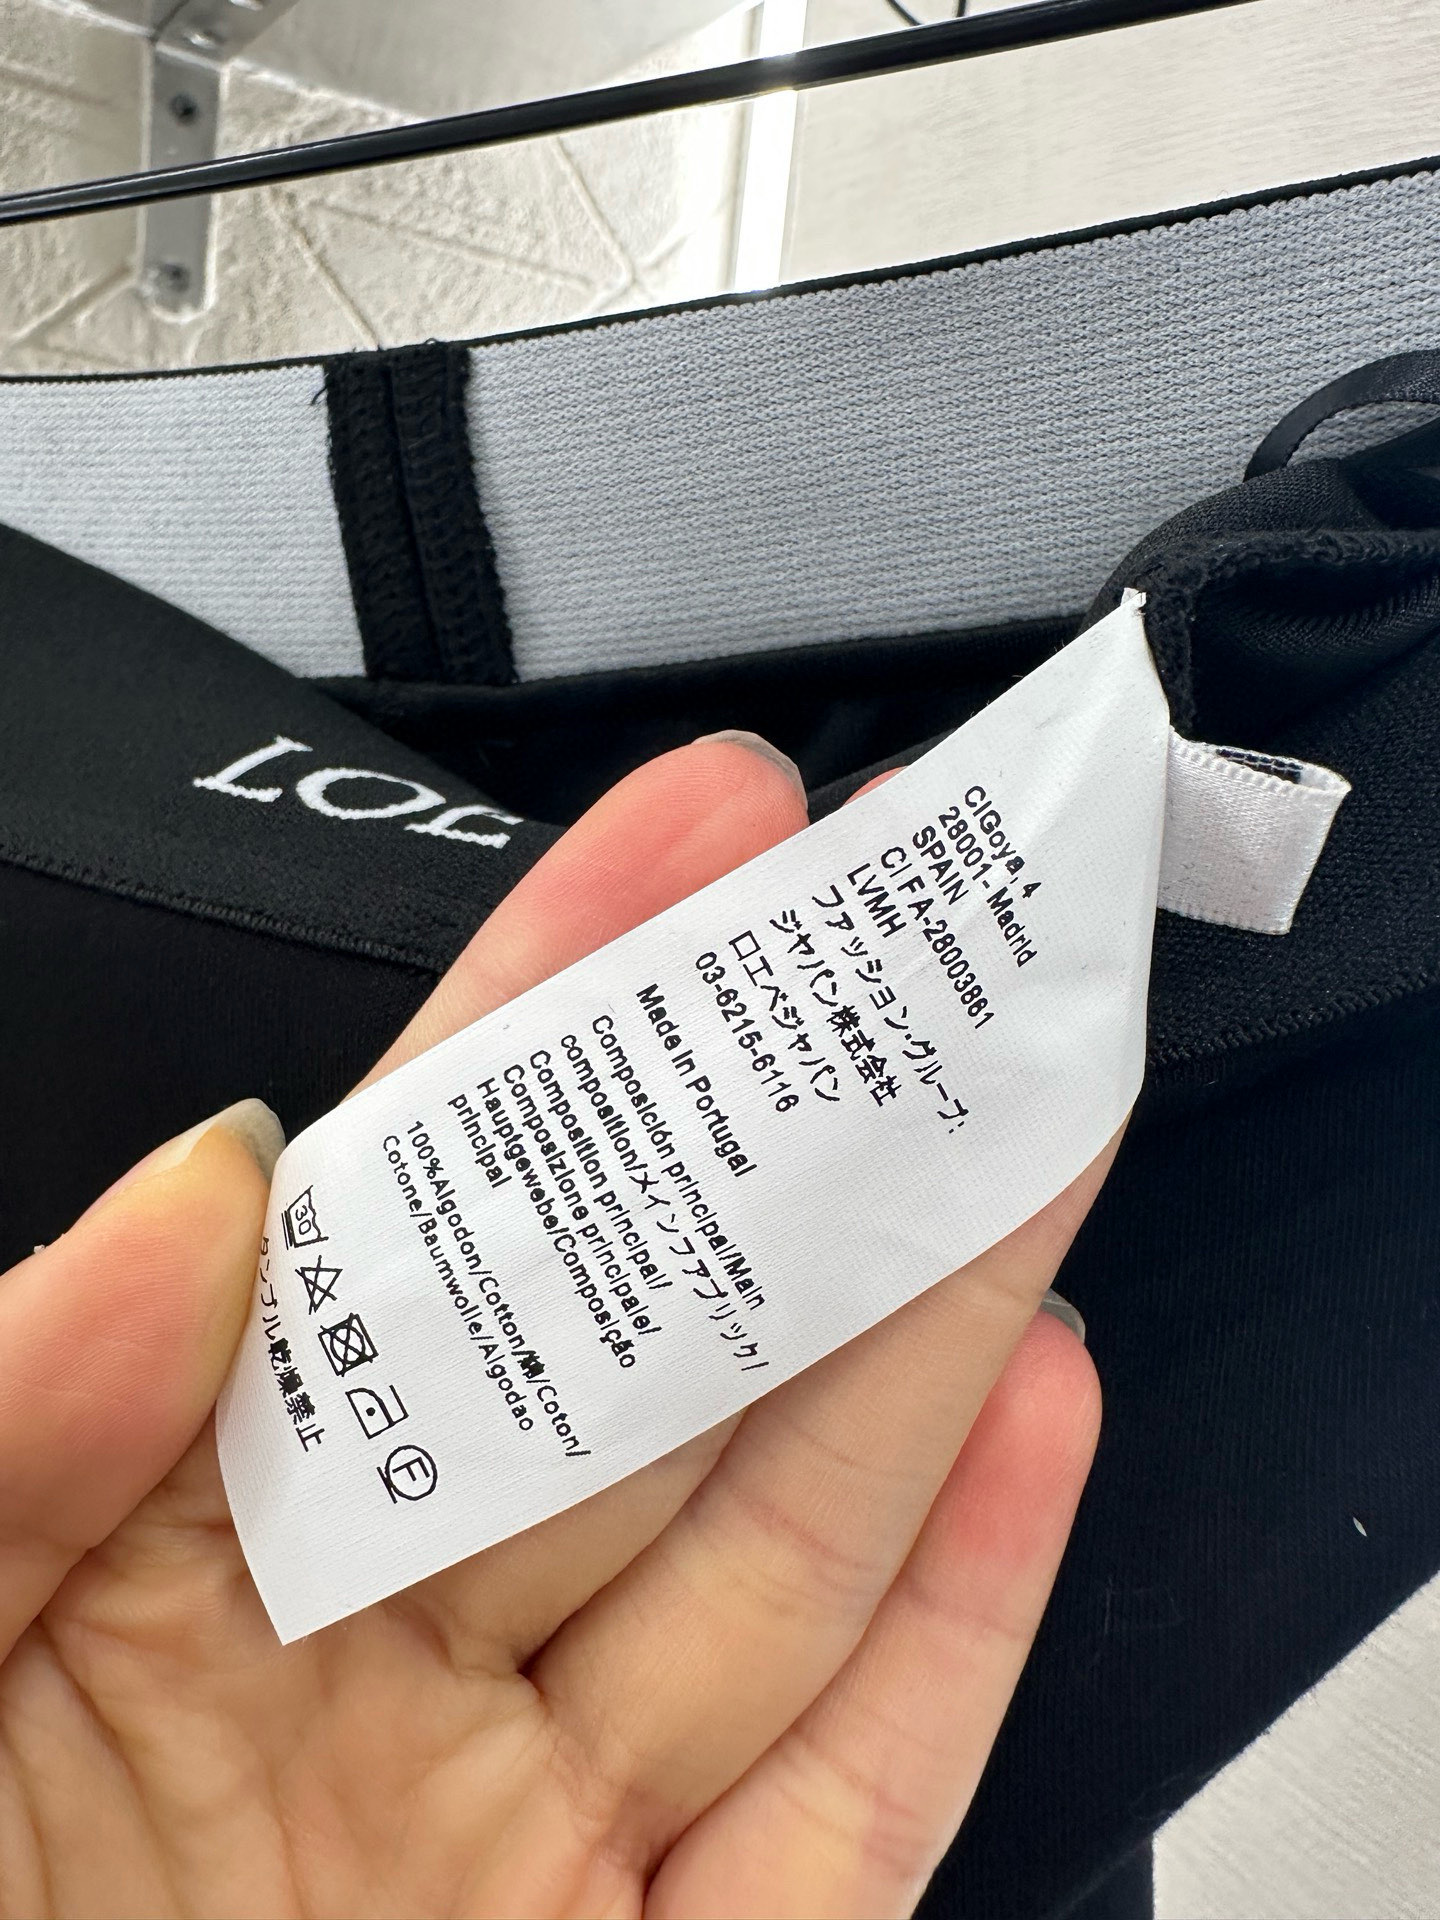 LOE
C/Goya, 4
28001- Madrid
SPAIN
CI F A-28003861
LVMH
ファッション・グループ:
ジャパン株式会社
ロエベジャパン
03-6215-6116
Made In Portugal
Composición principal/Main
composition/メインファブリック/
Composition principal/
Composizione principale/
Hauptgewebe/Composição
principal
100%Algodon/Cotton/綿/Coton/
Cotone/Baumwolle/Algodao
30
F
タンブル乾燥禁止